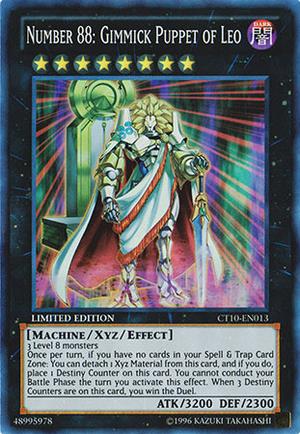 NUMBER 88: GIMMICK PUPPET OF LEO
DARK
闇
LIMITED EDITION
CT10-EN013
[MACHINE/XYZ/EFFECT]
3 Level 8 monsters
Once per turn, if you have no cards in your Spell & Trap Card
Zone: You can detach 1 Xyz Material from this card, and if you do,
place 1 Destiny Counter on this card. You cannot conduct your
Battle Phase the turn you activate this effect. When 3 Destiny
Counters are on this card, you win the Duel.
ATK/3200 DEF/2300
48995978
©1996 KAZUKI TAKAHASHI